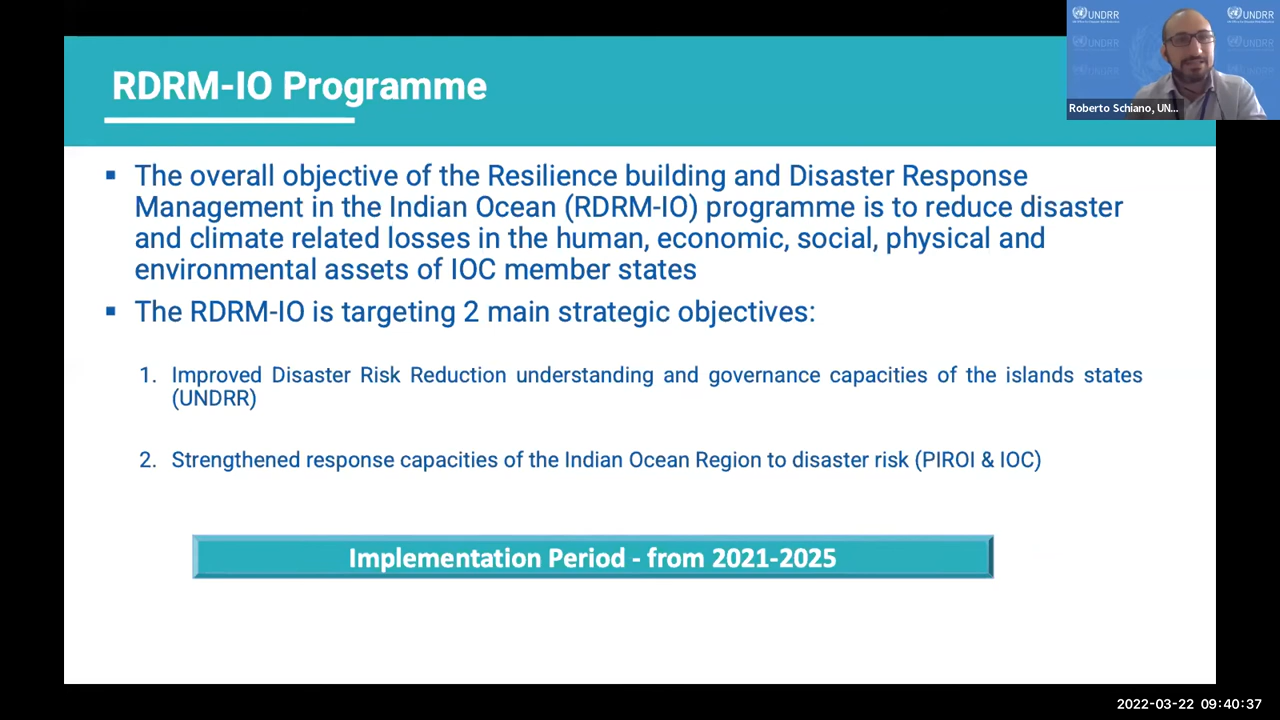 RDRM-IO Programme
▪ The overall objective of the Resilience building and Disaster Response
Management in the Indian Ocean (RDRM-IO) programme is to reduce disaster
and climate related losses in the human, economic, social, physical and
environmental assets of IOC member states
▪ The RDRM-IO is targeting 2 main strategic objectives:
1. Improved Disaster Risk Reduction understanding and governance capacities of the islands states
(UNDRR)
2. Strengthened response capacities of the Indian Ocean Region to disaster risk (PIROI & IOC)
Implementation Period - from 2021-2025
UNDRR
UNDRR
UNDRR
UNDRR
Roberto Schiano, UN...
2022-03-22 09:40:37